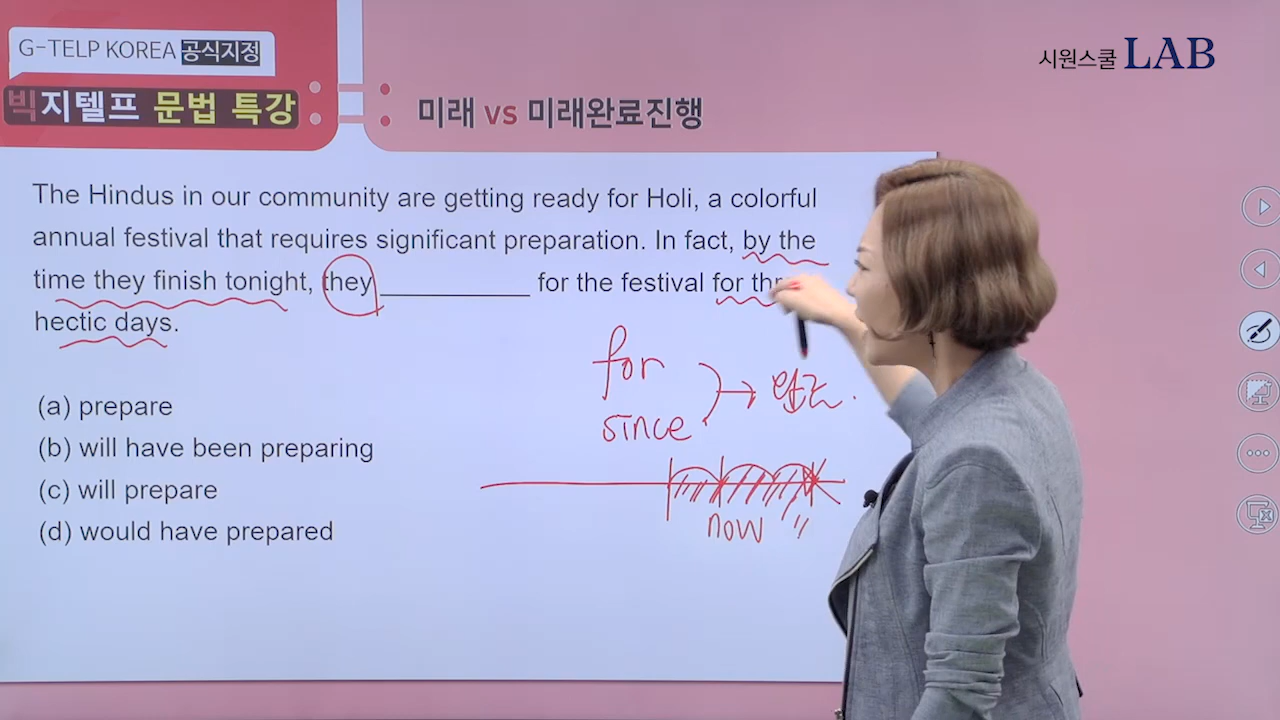 G-TELP KOREA 공식지정
빅지텔프 문법 특강
미래 vs 미래완료진행
시원스쿨 LAB
The Hindus in our community are getting ready for Holi, a colorful
annual festival that requires significant preparation. In fact, by the
time they finish tonight, they __________ for the festival for
hectic days.
(a) prepare
(b) will have been preparing
(c) will prepare
(d) would have prepared
for
since
완료.
now